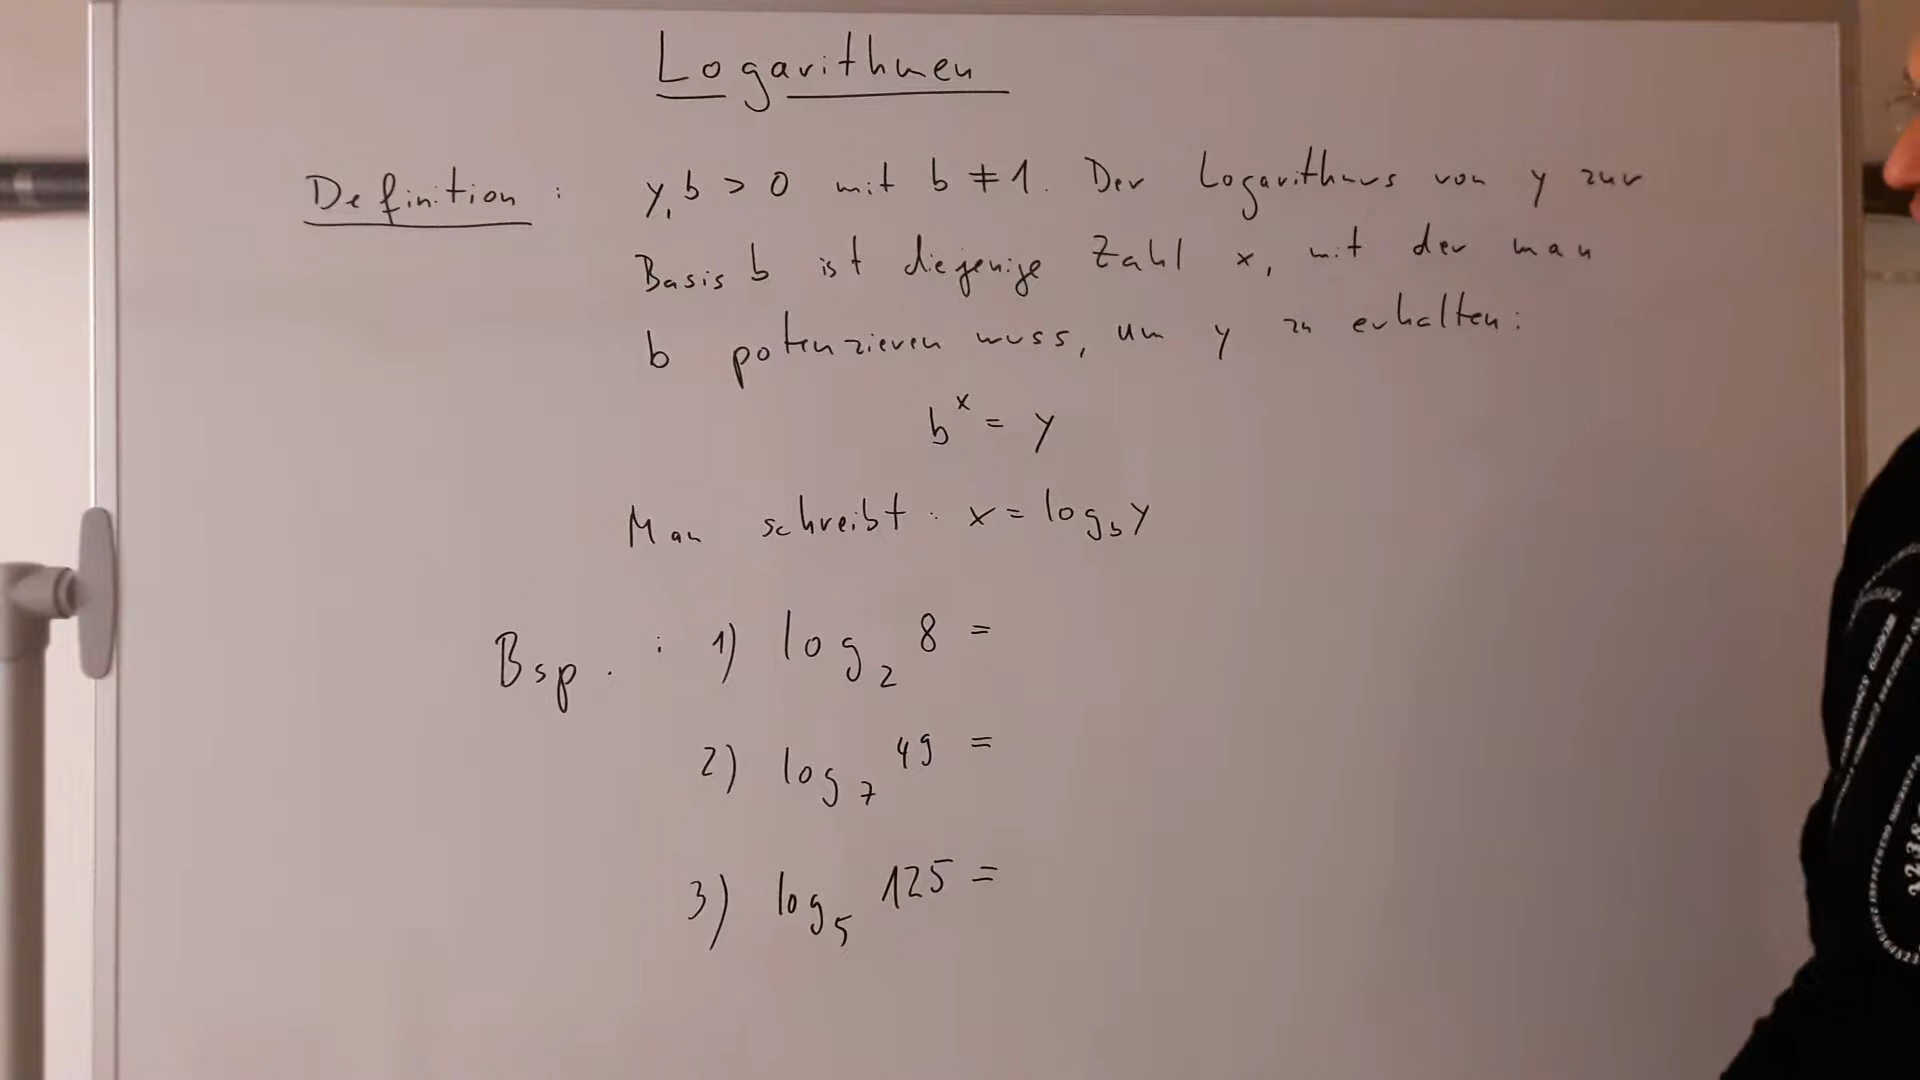 Logarithmen
Definition : y, b > 0 mit b ≠ 1. Der Logarithmus von y zur
Basis b ist diejenige Zahl x, mit der man
b potenzieren muss, um y zu erhalten:
b^x = y
Man schreibt : x = log_b y
Bsp. : 1) log_2 8 =
2) log_7 49 =
3) log_5 125 =